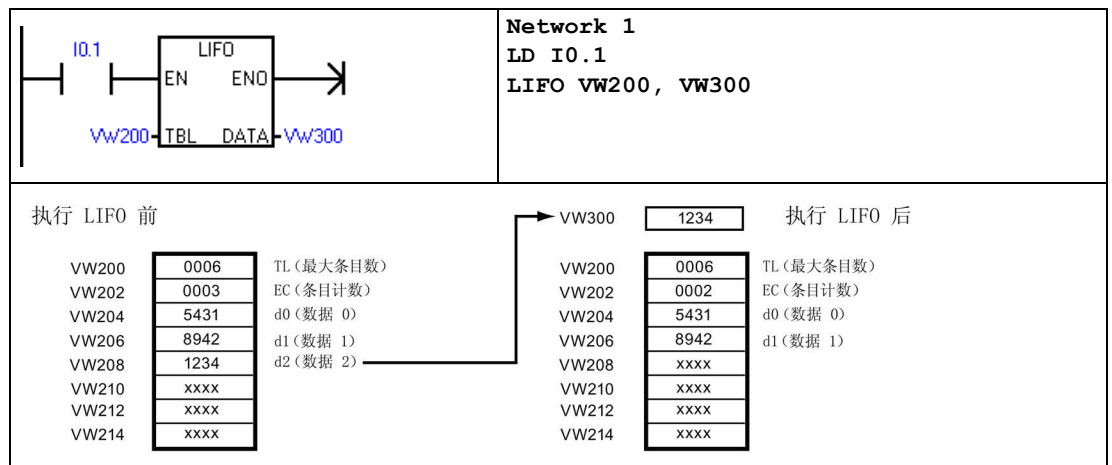 I0.1
LIFO
EN ENO
VW200 TBL DATA VW300
Network 1
LD I0.1
LIFO VW200, VW300
执行 LIFO 前
VW200 0006 TL(最大条目数)
VW202 0003 EC(条目计数)
VW204 5431 d0(数据 0)
VW206 8942 d1(数据 1)
VW208 1234 d2(数据 2)
VW210 xxxx
VW212 xxxx
VW214 xxxx
VW300 1234 执行 LIFO 后
VW200 0006 TL(最大条目数)
VW202 0002 EC(条目计数)
VW204 5431 d0(数据 0)
VW206 8942 d1(数据 1)
VW208 xxxx
VW210 xxxx
VW212 xxxx
VW214 xxxx